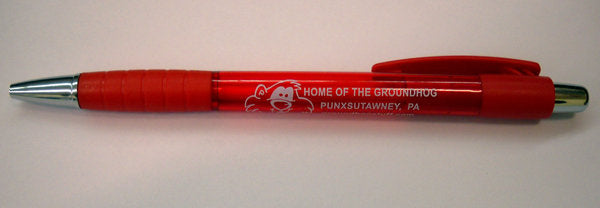 HOME OF THE GROUNDHOG
PUNXSUTAWNEY, PA